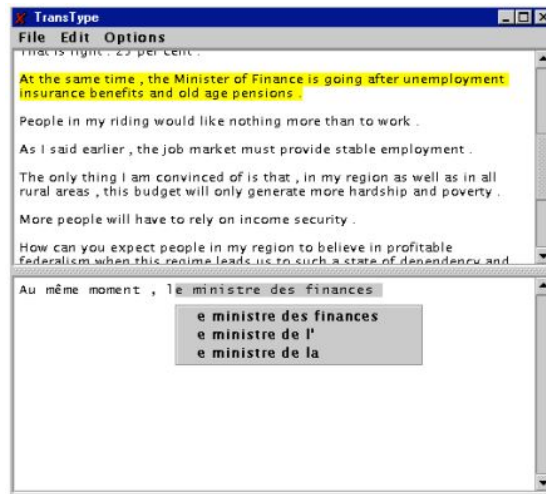 TransType
File Edit Options
That is right . 25 per cent .
At the same time , the Minister of Finance is going after unemployment
insurance benefits and old age pensions .
People in my riding would like nothing more than to work .
As I said earlier , the job market must provide stable employment .
The only thing I am convinced of is that , in my region as well as in all
rural areas , this budget will only generate more hardship and poverty .
More people will have to rely on income security .
How can you expect people in my region to believe in profitable
federalism when this regime leads us to such a state of dependency and
Au même moment , le ministre des finances
e ministre des finances
e ministre de l'
e ministre de la